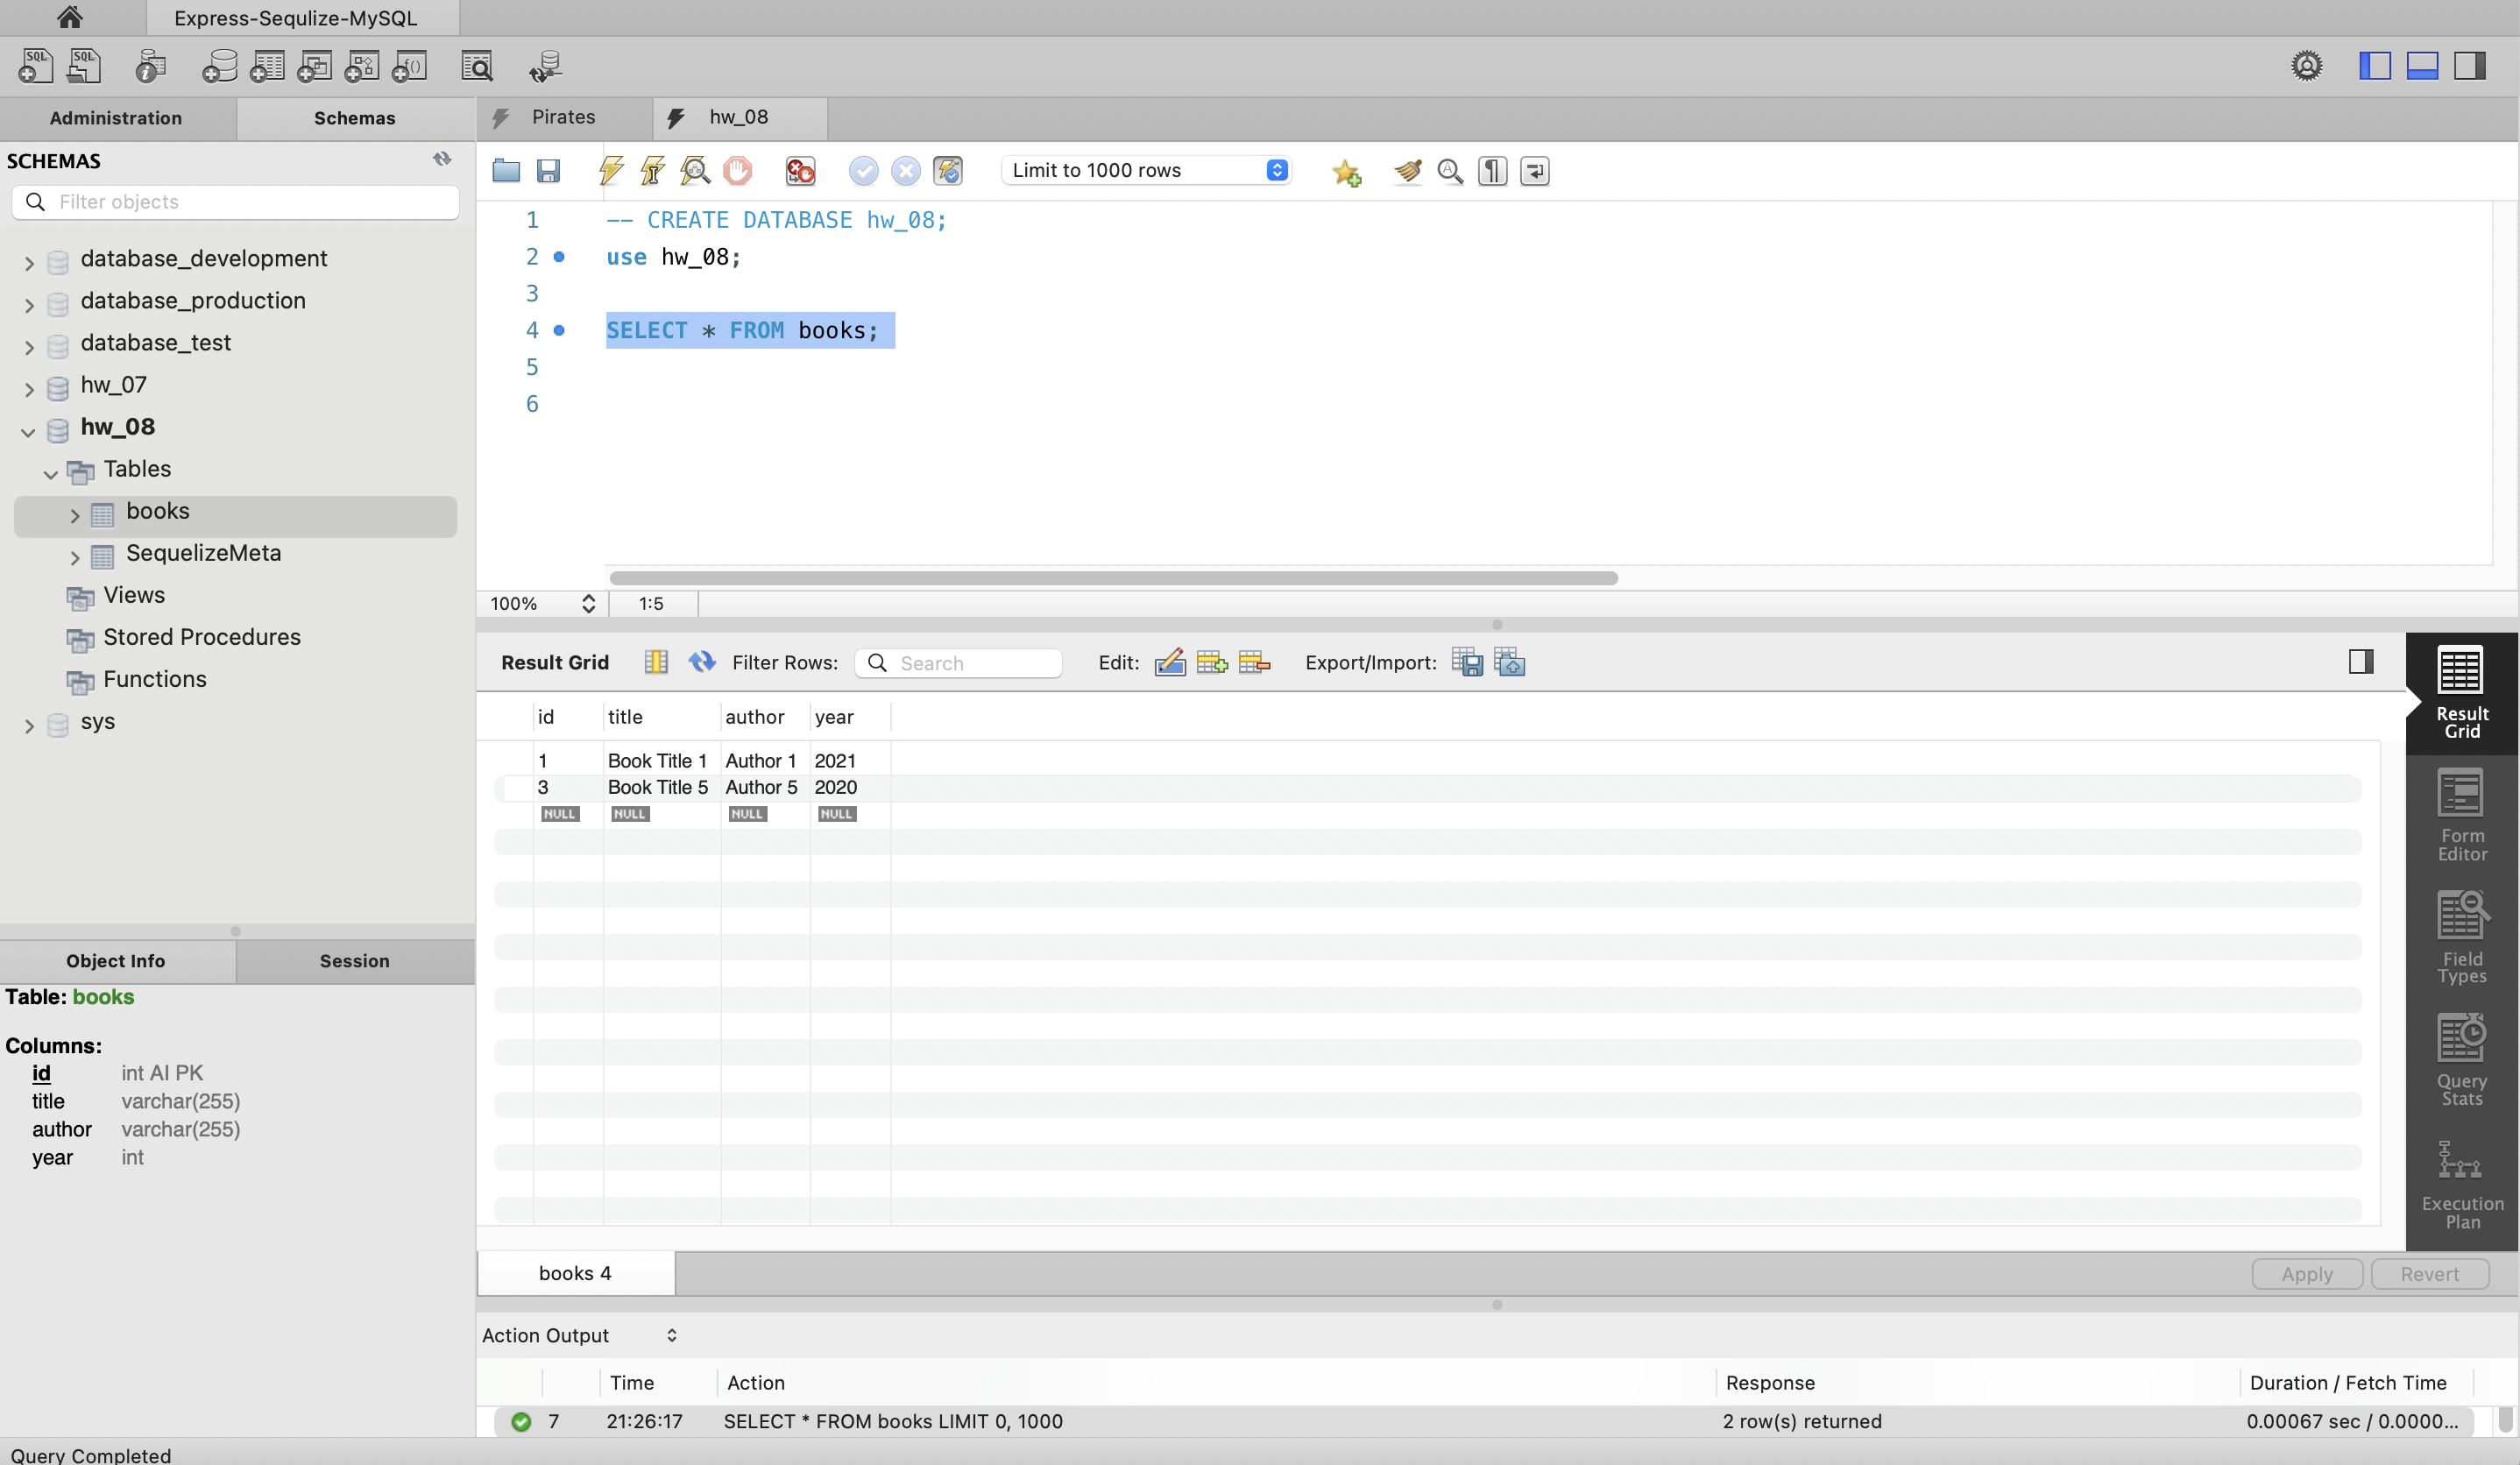 Express-Sequlize-MySQL
SQL SQL
Administration Schemas
SCHEMAS
Filter objects
database_development
database_production
database_test
hw_07
hw_08
Tables
books
SequelizeMeta
Views
Stored Procedures
Functions
sys
Object Info Session
Table: books
Columns:
id int AI PK
title varchar(255)
author varchar(255)
year int
Pirates hw_08
Limit to 1000 rows
1 -- CREATE DATABASE hw_08;
2 use hw_08;
3
4 SELECT * FROM books;
5
6
100% 1:5
Result Grid Filter Rows: Search Edit: Export/Import:
id title author year
1 Book Title 1 Author 1 2021
3 Book Title 5 Author 5 2020
NULL NULL NULL NULL
Result
Grid
Form
Editor
Field
Types
Query
Stats
Execution
Plan
books 4 Apply Revert
Action Output
Time Action Response Duration / Fetch Time
7 21:26:17 SELECT * FROM books LIMIT 0, 1000 2 row(s) returned 0.00067 sec / 0.0000...
Query Completed